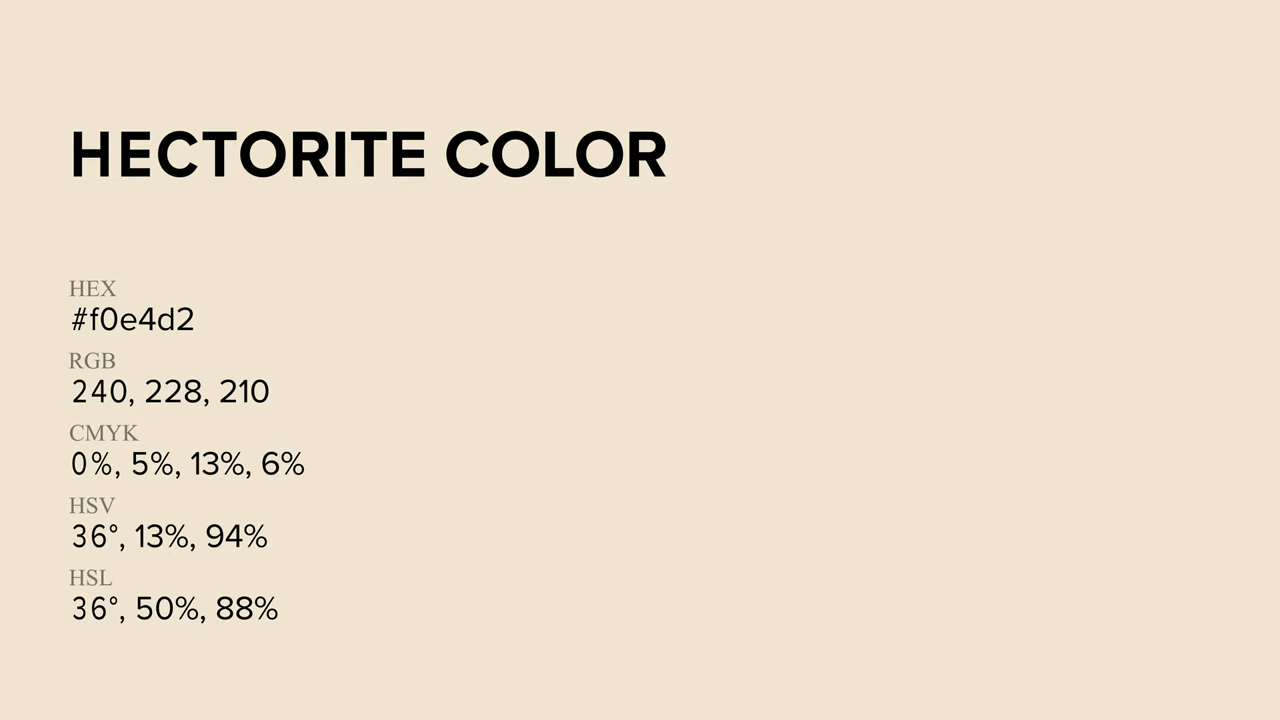 HECTORITE COLOR
HEX
#f0e4d2
RGB
240, 228, 210
CMYK
0%, 5%, 13%, 6%
HSV
36°, 13%, 94%
HSL
36°, 50%, 88%